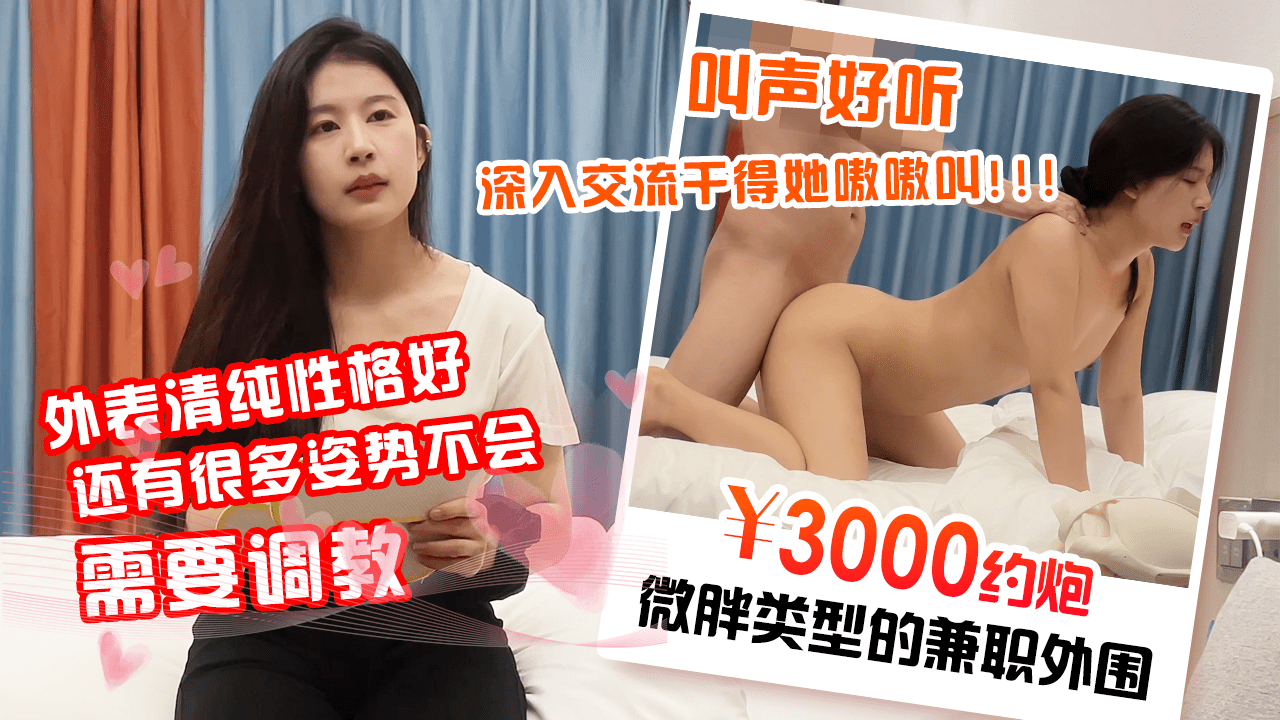 叫声好听
深入交流干得她嗷嗷叫!!!
外表清纯性格好
还有很多姿势不会
需要调教
¥3000约炮
微胖类型的兼职外围